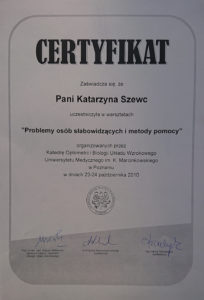 CERTYFIKAT
Zaświadcza się, że
Pani Katarzyna Szewc
uczestniczyła w warsztatach
"Problemy osób słabowidzących i metody pomocy"
organizowanych przez
Katedrę Optometrii i Biologii Układu Wzrokowego
Uniwersytetu Medycznego im. K. Marcinkowskiego
w Poznaniu
w dniach 23-24 października 2010